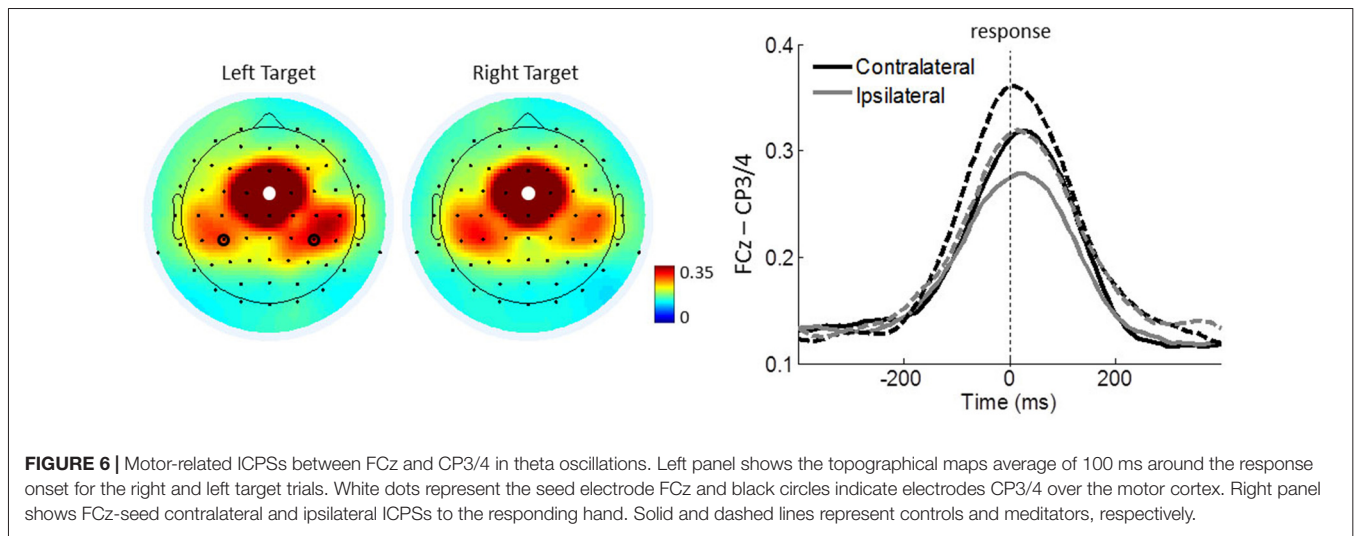 Left Target
Right Target
0.35
0
response
Contralateral
Ipsilateral
FCz – CP3/4
0.4
0.3
0.2
0.1
-200
0
200
Time (ms)
FIGURE 6 | Motor-related ICPSs between FCz and CP3/4 in theta oscillations. Left panel shows the topographical maps average of 100 ms around the response
onset for the right and left target trials. White dots represent the seed electrode FCz and black circles indicate electrodes CP3/4 over the motor cortex. Right panel
shows FCz-seed contralateral and ipsilateral ICPSs to the responding hand. Solid and dashed lines represent controls and meditators, respectively.